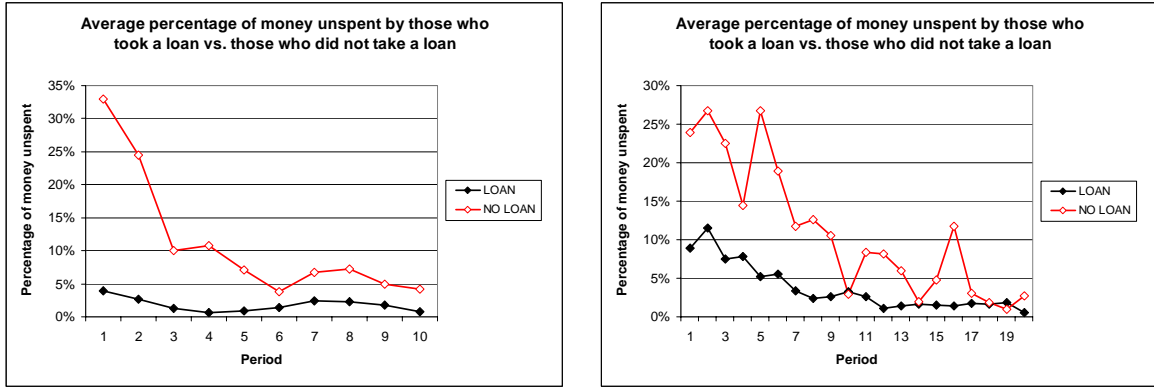 Average percentage of money unspent by those who
took a loan vs. those who did not take a loan
35%
30%
25%
20%
15%
10%
5%
0%
Percentage of money unspent
1 2 3 4 5 6 7 8 9 10
Period
LOAN
NO LOAN
Average percentage of money unspent by those who
took a loan vs. those who did not take a loan
30%
25%
20%
15%
10%
5%
0%
Percentage of money unspent
1 3 5 7 9 11 13 15 17 19
Period
LOAN
NO LOAN